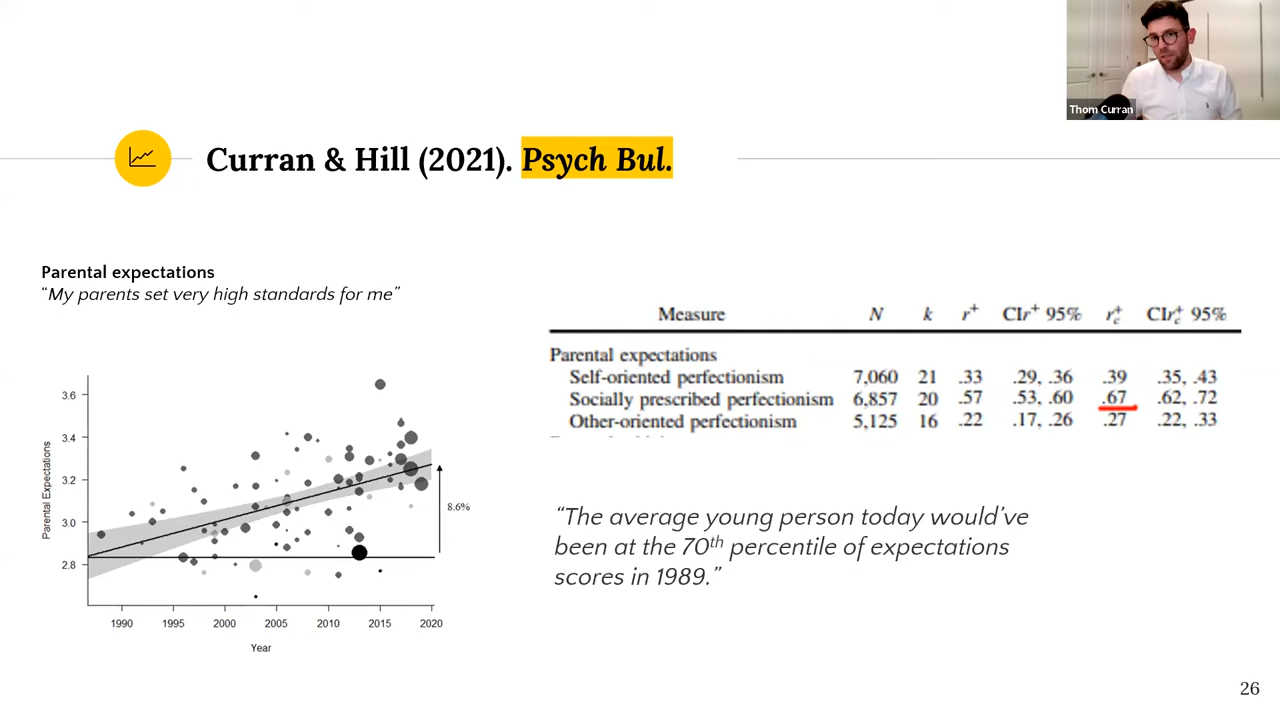 Thom Curran
Curran & Hill (2021). Psych Bul.
Parental expectations
“My parents set very high standards for me”
3.6
3.4
3.2
3.0
2.8
Parental Expectations
8.6%
1990 1995 2000 2005 2010 2015 2020
Year
Measure N k r+ CIr+ 95% rc+ CIrc+ 95%
Parental expectations
Self-oriented perfectionism 7,060 21 .33 .29, .36 .39 .35, .43
Socially prescribed perfectionism 6,857 20 .57 .53, .60 .67 .62, .72
Other-oriented perfectionism 5,125 16 .22 .17, .26 .27 .22, .33
“The average young person today would’ve
been at the 70th percentile of expectations
scores in 1989.”
26